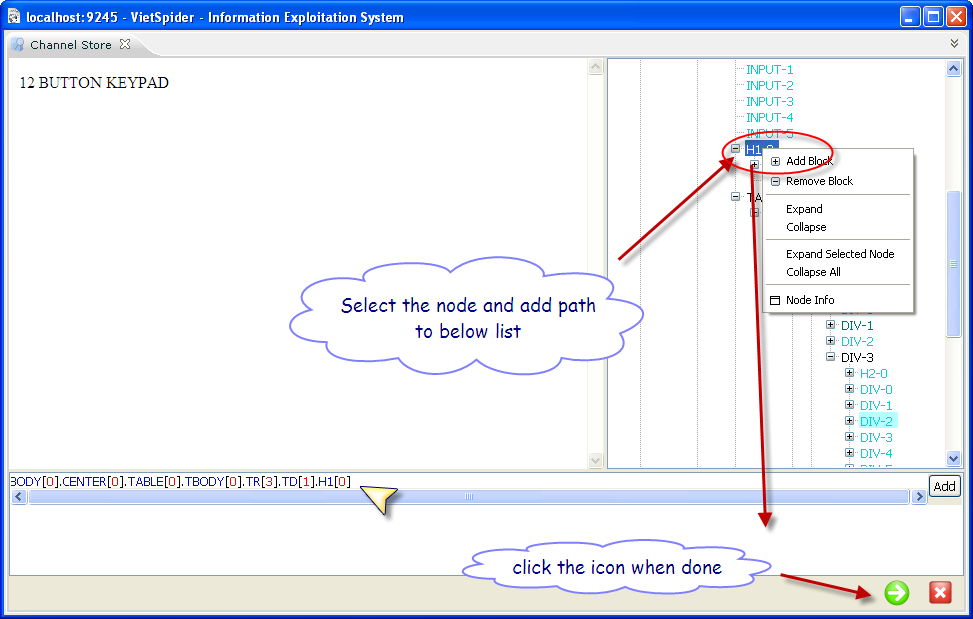 localhost:9245 - VietSpider - Information Exploitation System
Channel Store
12 BUTTON KEYPAD
INPUT-1
INPUT-2
INPUT-3
INPUT-4
INPUT-5
H1-0
Add Block
Remove Block
TA
Expand
Collapse
Expand Selected Node
Collapse All
Node Info
Select the node and add path
to below list
DIV-1
DIV-2
DIV-3
H2-0
DIV-0
DIV-1
DIV-2
DIV-3
DIV-4
DIV-5
BODY[0].CENTER[0].TABLE[0].TBODY[0].TR[3].TD[1].H1[0]
Add
click the icon when done